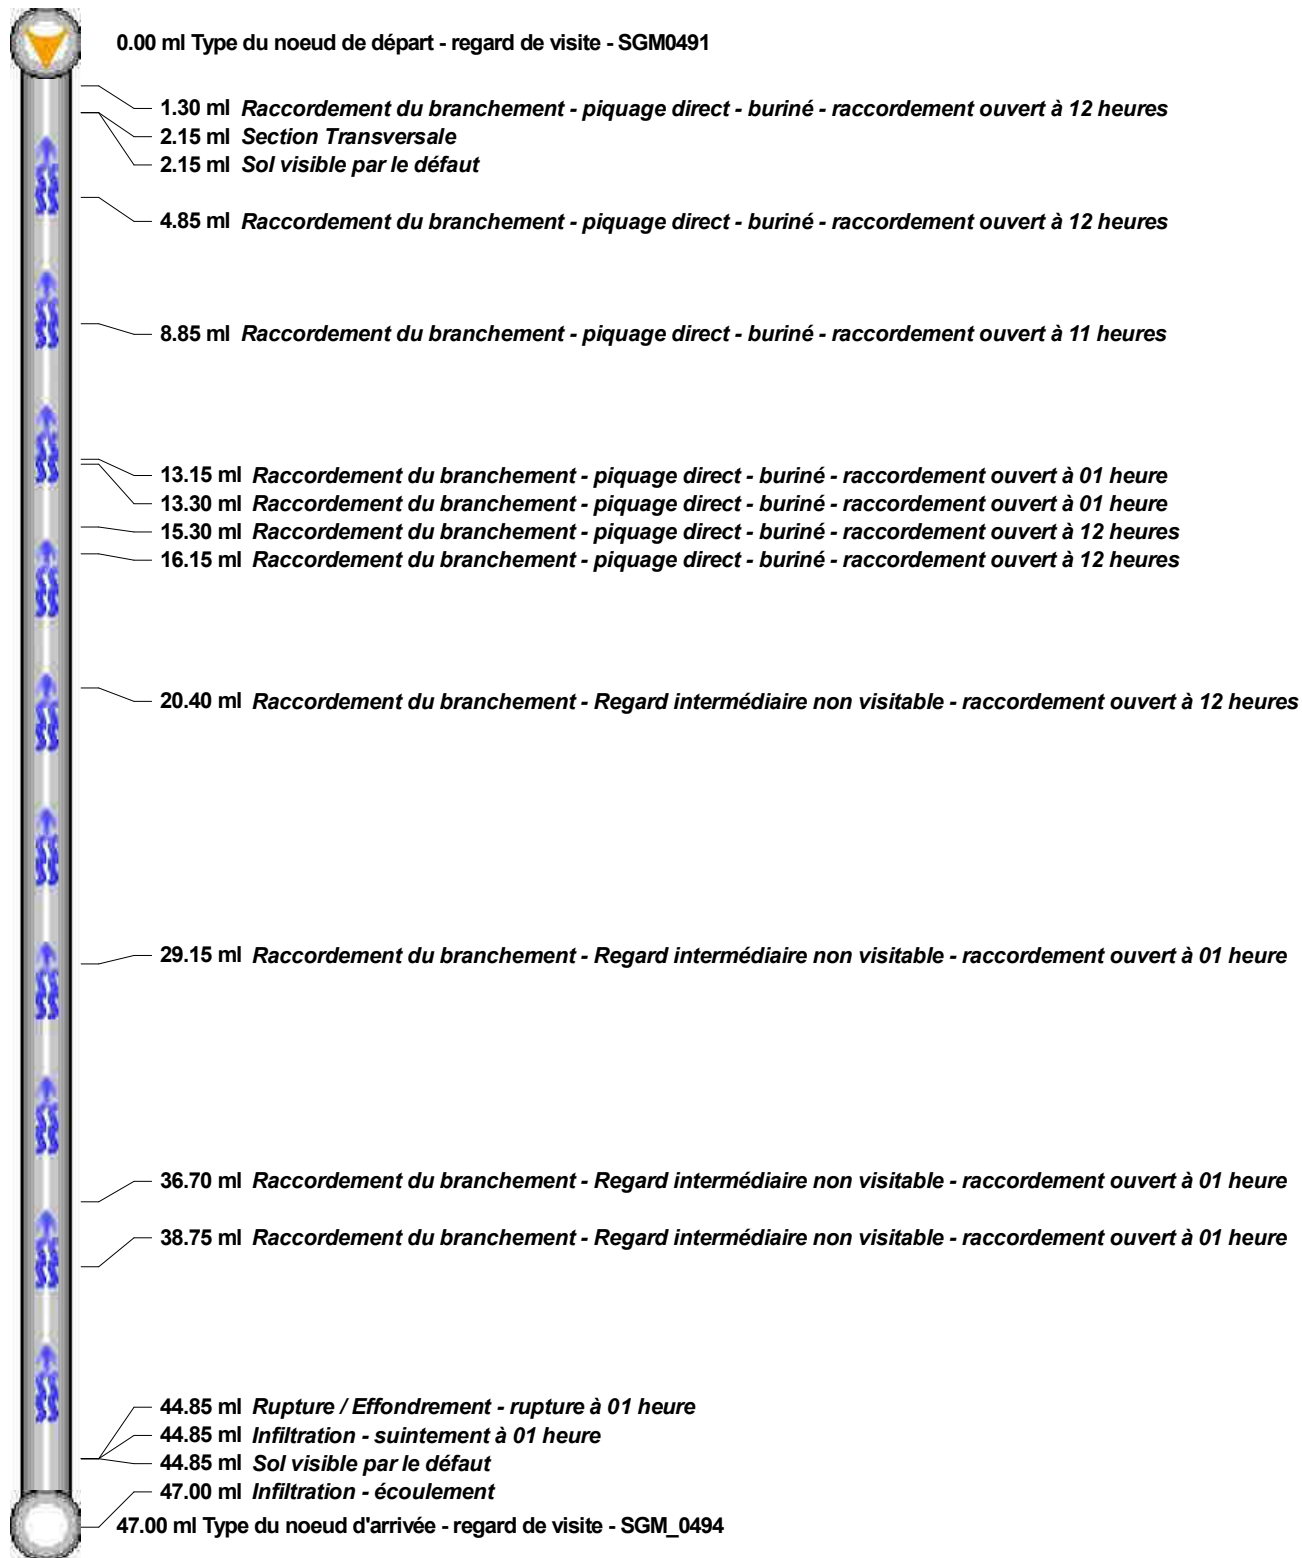 0.00 ml Type du noeud de départ - regard de visite - SGM0491
1.30 ml Raccordement du branchement - piquage direct - buriné - raccordement ouvert à 12 heures
2.15 ml Section Transversale
2.15 ml Sol visible par le défaut
4.85 ml Raccordement du branchement - piquage direct - buriné - raccordement ouvert à 12 heures
8.85 ml Raccordement du branchement - piquage direct - buriné - raccordement ouvert à 11 heures
13.15 ml Raccordement du branchement - piquage direct - buriné - raccordement ouvert à 01 heure
13.30 ml Raccordement du branchement - piquage direct - buriné - raccordement ouvert à 01 heure
15.30 ml Raccordement du branchement - piquage direct - buriné - raccordement ouvert à 12 heures
16.15 ml Raccordement du branchement - piquage direct - buriné - raccordement ouvert à 12 heures
20.40 ml Raccordement du branchement - Regard intermédiaire non visitable - raccordement ouvert à 12 heures
29.15 ml Raccordement du branchement - Regard intermédiaire non visitable - raccordement ouvert à 01 heure
36.70 ml Raccordement du branchement - Regard intermédiaire non visitable - raccordement ouvert à 01 heure
38.75 ml Raccordement du branchement - Regard intermédiaire non visitable - raccordement ouvert à 01 heure
44.85 ml Rupture / Effondrement - rupture à 01 heure
44.85 ml Infiltration - suintement à 01 heure
44.85 ml Sol visible par le défaut
47.00 ml Infiltration - écoulement
47.00 ml Type du noeud d'arrivée - regard de visite - SGM_0494